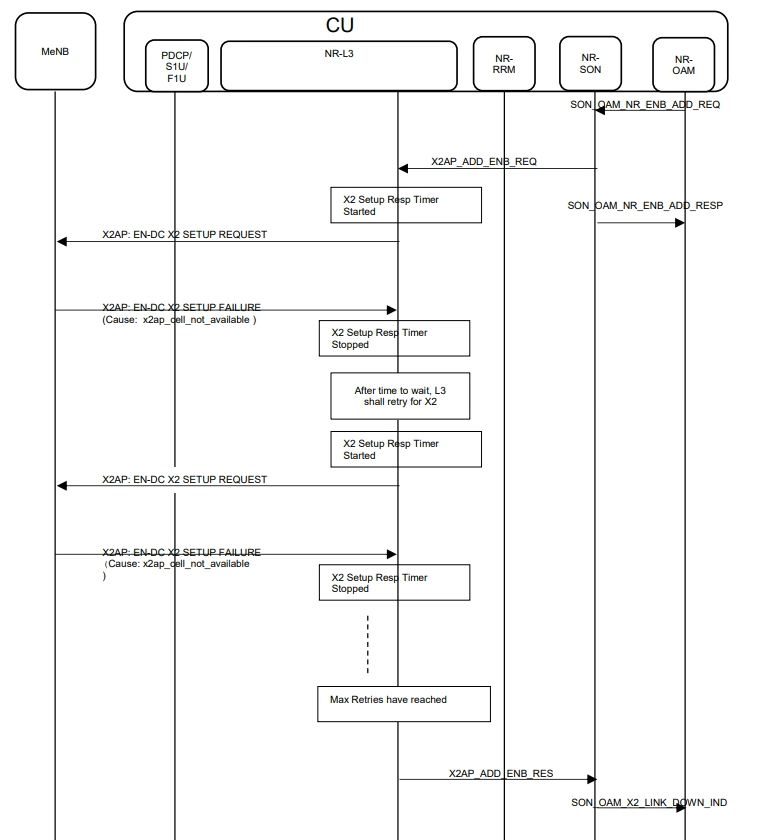 CU
MeNB
PDCP/
S1U/
F1U
NR-L3
NR-
RRM
NR-
SON
NR-
OAM
SON_OAM_NR_ENB_ADD_REQ
X2AP_ADD_ENB_REQ
X2 Setup Resp Timer
Started
SON_OAM_NR_ENB_ADD_RESP
X2AP: EN-DC X2 SETUP REQUEST
X2AP: EN-DC X2 SETUP FAILURE
(Cause: x2ap_cell_not_available )
X2 Setup Resp Timer
Stopped
After time to wait, L3
shall retry for X2
X2 Setup Resp Timer
Started
X2AP: EN-DC X2 SETUP REQUEST
X2AP: EN-DC X2 SETUP FAILURE
(Cause: x2ap_cell_not_available
)
X2 Setup Resp Timer
Stopped
Max Retries have reached
X2AP_ADD_ENB_RES
SON_OAM_X2_LINK_DOWN_IND